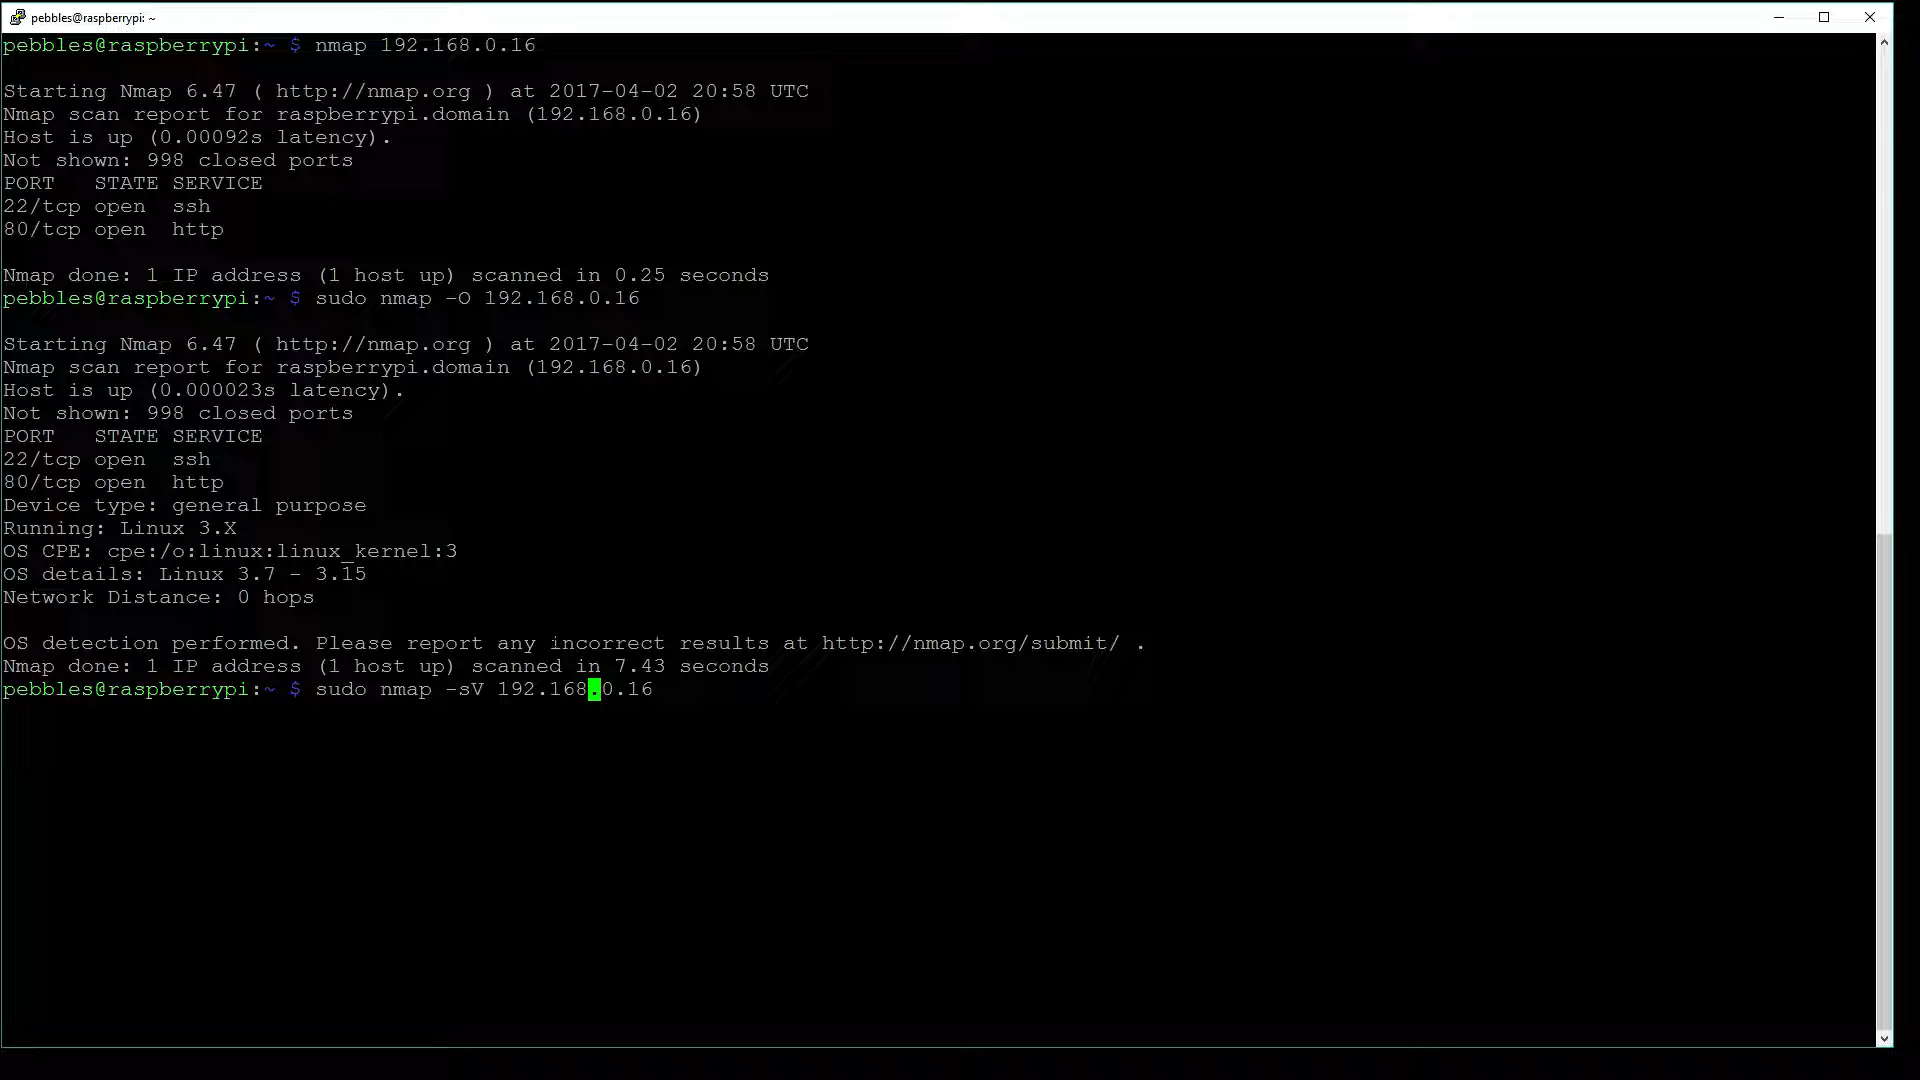 pebbles@raspberrypi: ~
pebbles@raspberrypi:~ $ nmap 192.168.0.16
Starting Nmap 6.47 ( http://nmap.org ) at 2017-04-02 20:58 UTC
Nmap scan report for raspberrypi.domain (192.168.0.16)
Host is up (0.00092s latency).
Not shown: 998 closed ports
PORT   STATE SERVICE
22/tcp open  ssh
80/tcp open  http
Nmap done: 1 IP address (1 host up) scanned in 0.25 seconds
pebbles@raspberrypi:~ $ sudo nmap -O 192.168.0.16
Starting Nmap 6.47 ( http://nmap.org ) at 2017-04-02 20:58 UTC
Nmap scan report for raspberrypi.domain (192.168.0.16)
Host is up (0.000023s latency).
Not shown: 998 closed ports
PORT   STATE SERVICE
22/tcp open  ssh
80/tcp open  http
Device type: general purpose
Running: Linux 3.X
OS CPE: cpe:/o:linux:linux_kernel:3
OS details: Linux 3.7 - 3.15
Network Distance: 0 hops
OS detection performed. Please report any incorrect results at http://nmap.org/submit/ .
Nmap done: 1 IP address (1 host up) scanned in 7.43 seconds
pebbles@raspberrypi:~ $ sudo nmap -sV 192.168.0.16